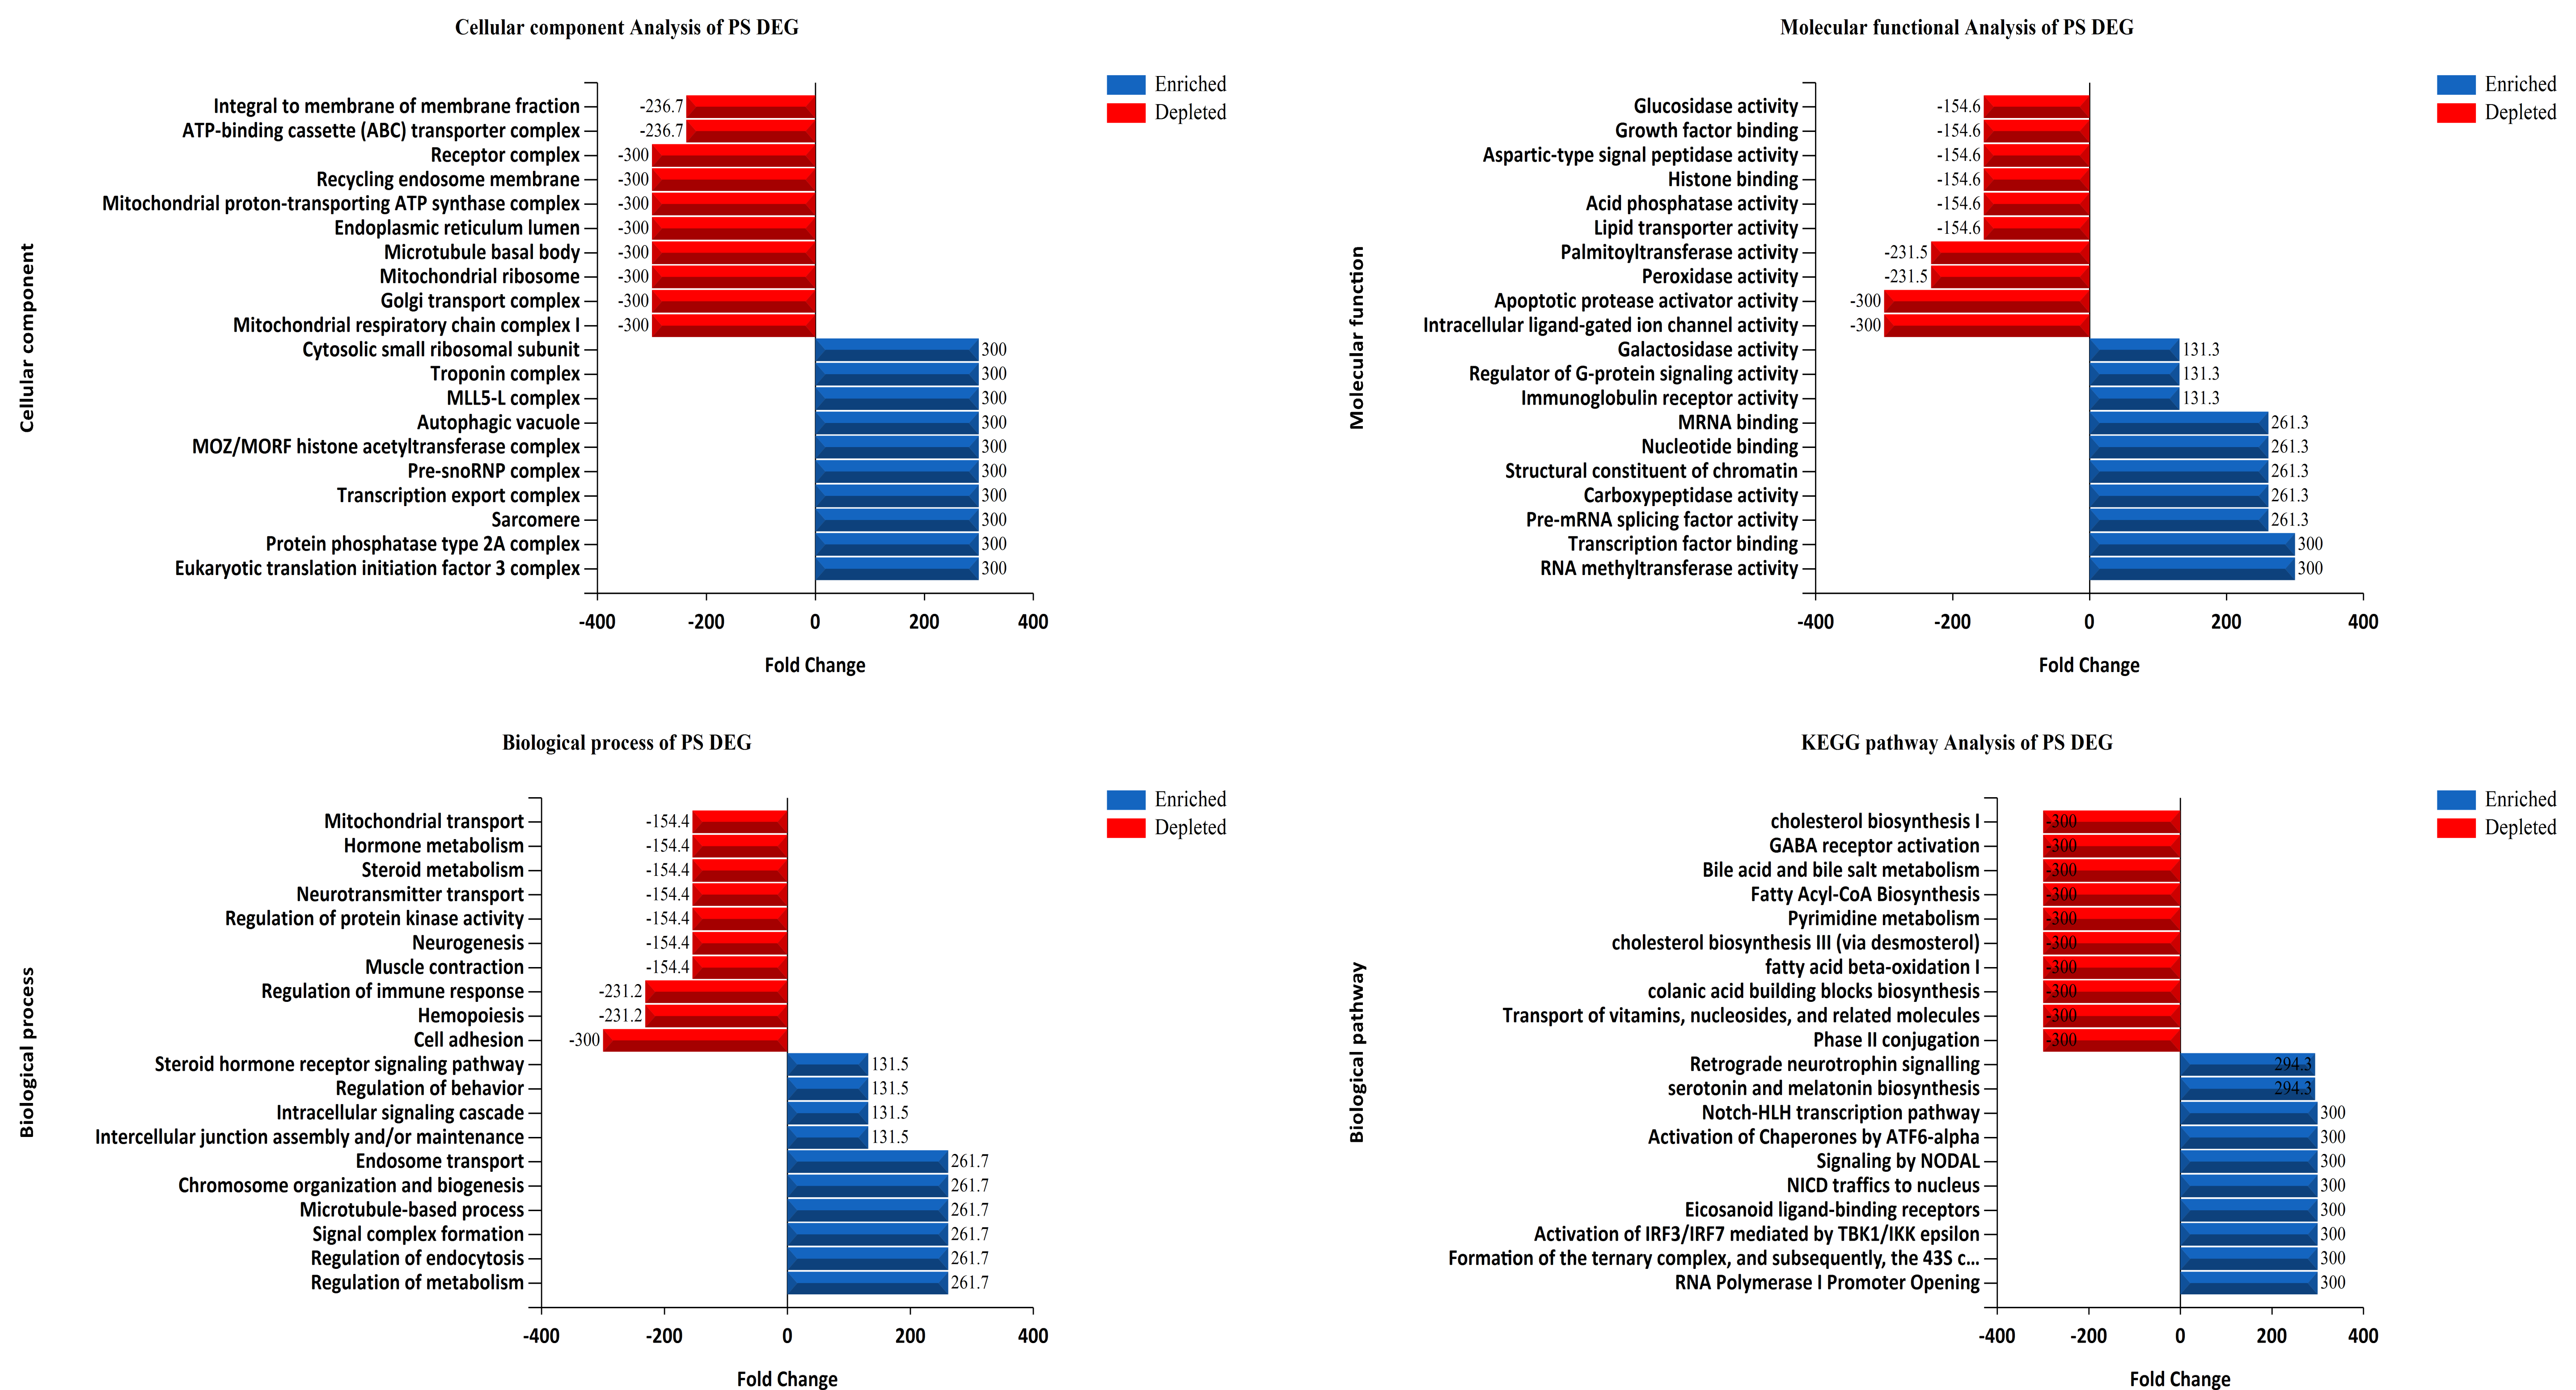 Cellular component Analysis of PS DEG
Enriched
Depleted
Cellular component
Integral to membrane of membrane fraction -236.7
ATP-binding cassette (ABC) transporter complex -236.7
Receptor complex -300
Recycling endosome membrane -300
Mitochondrial proton-transporting ATP synthase complex -300
Endoplasmic reticulum lumen -300
Microtubule basal body -300
Mitochondrial ribosome -300
Golgi transport complex -300
Mitochondrial respiratory chain complex I -300
Cytosolic small ribosomal subunit 300
Troponin complex 300
MLL5-L complex 300
Autophagic vacuole 300
MOZ/MORF histone acetyltransferase complex 300
Pre-snoRNP complex 300
Transcription export complex 300
Sarcomere 300
Protein phosphatase type 2A complex 300
Eukaryotic translation initiation factor 3 complex 300
-400 -200 0 200 400
Fold Change
Molecular functional Analysis of PS DEG
Enriched
Depleted
Molecular function
Glucosidase activity -154.6
Growth factor binding -154.6
Aspartic-type signal peptidase activity -154.6
Histone binding -154.6
Acid phosphatase activity -154.6
Lipid transporter activity -154.6
Palmitoyltransferase activity -231.5
Peroxidase activity -231.5
Apoptotic protease activator activity -300
Intracellular ligand-gated ion channel activity -300
Galactosidase activity 131.3
Regulator of G-protein signaling activity 131.3
Immunoglobulin receptor activity 131.3
MRNA binding 261.3
Nucleotide binding 261.3
Structural constituent of chromatin 261.3
Carboxypeptidase activity 261.3
Pre-mRNA splicing factor activity 261.3
Transcription factor binding 300
RNA methyltransferase activity 300
-400 -200 0 200 400
Fold Change
Biological process of PS DEG
Enriched
Depleted
Biological process
Mitochondrial transport -154.4
Hormone metabolism -154.4
Steroid metabolism -154.4
Neurotransmitter transport -154.4
Regulation of protein kinase activity -154.4
Neurogenesis -154.4
Muscle contraction -154.4
Regulation of immune response -231.2
Hemopoiesis -231.2
Cell adhesion -300
Steroid hormone receptor signaling pathway 131.5
Regulation of behavior 131.5
Intracellular signaling cascade 131.5
Intercellular junction assembly and/or maintenance 131.5
Endosome transport 261.7
Chromosome organization and biogenesis 261.7
Microtubule-based process 261.7
Signal complex formation 261.7
Regulation of endocytosis 261.7
Regulation of metabolism 261.7
-400 -200 0 200 400
Fold Change
KEGG pathway Analysis of PS DEG
Enriched
Depleted
Biological pathway
cholesterol biosynthesis I -300
GABA receptor activation -300
Bile acid and bile salt metabolism -300
Fatty Acyl-CoA Biosynthesis -300
Pyrimidine metabolism -300
cholesterol biosynthesis III (via desmosterol) -300
fatty acid beta-oxidation I -300
colanic acid building blocks biosynthesis -300
Transport of vitamins, nucleosides, and related molecules -300
Phase II conjugation -300
Retrograde neurotrophin signalling 294.3
serotonin and melatonin biosynthesis 294.3
Notch-HLH transcription pathway 300
Activation of Chaperones by ATF6-alpha 300
Signaling by NODAL 300
NICD traffics to nucleus 300
Eicosanoid ligand-binding receptors 300
Activation of IRF3/IRF7 mediated by TBK1/IKK epsilon 300
Formation of the ternary complex, and subsequently, the 43S c... 300
RNA Polymerase I Promoter Opening 300
-400 -200 0 200 400
Fold Change